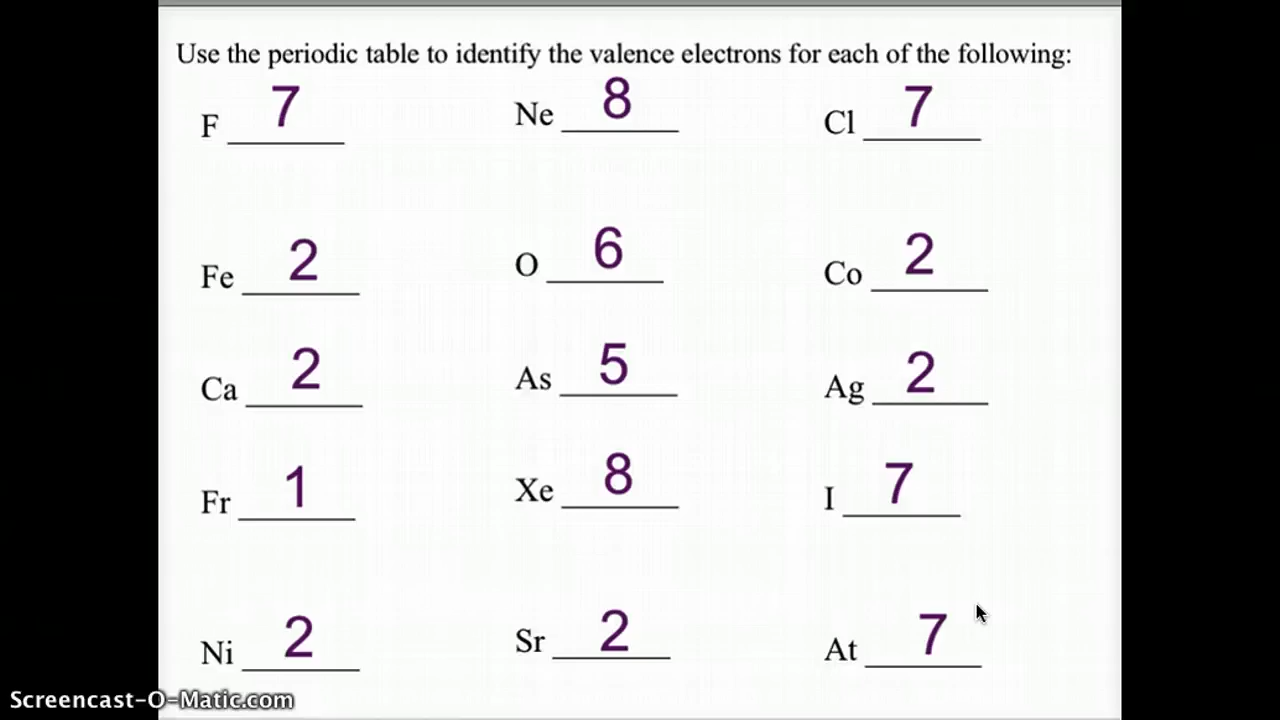 Use the periodic table to identify the valence electrons for each of the following:
F 7 Ne 8 Cl 7
Fe 2 O 6 Co 2
Ca 2 As 5 Ag 2
Fr 1 Xe 8 I 7
Ni 2 Sr 2 At 7
Screencast-O-Matic.com